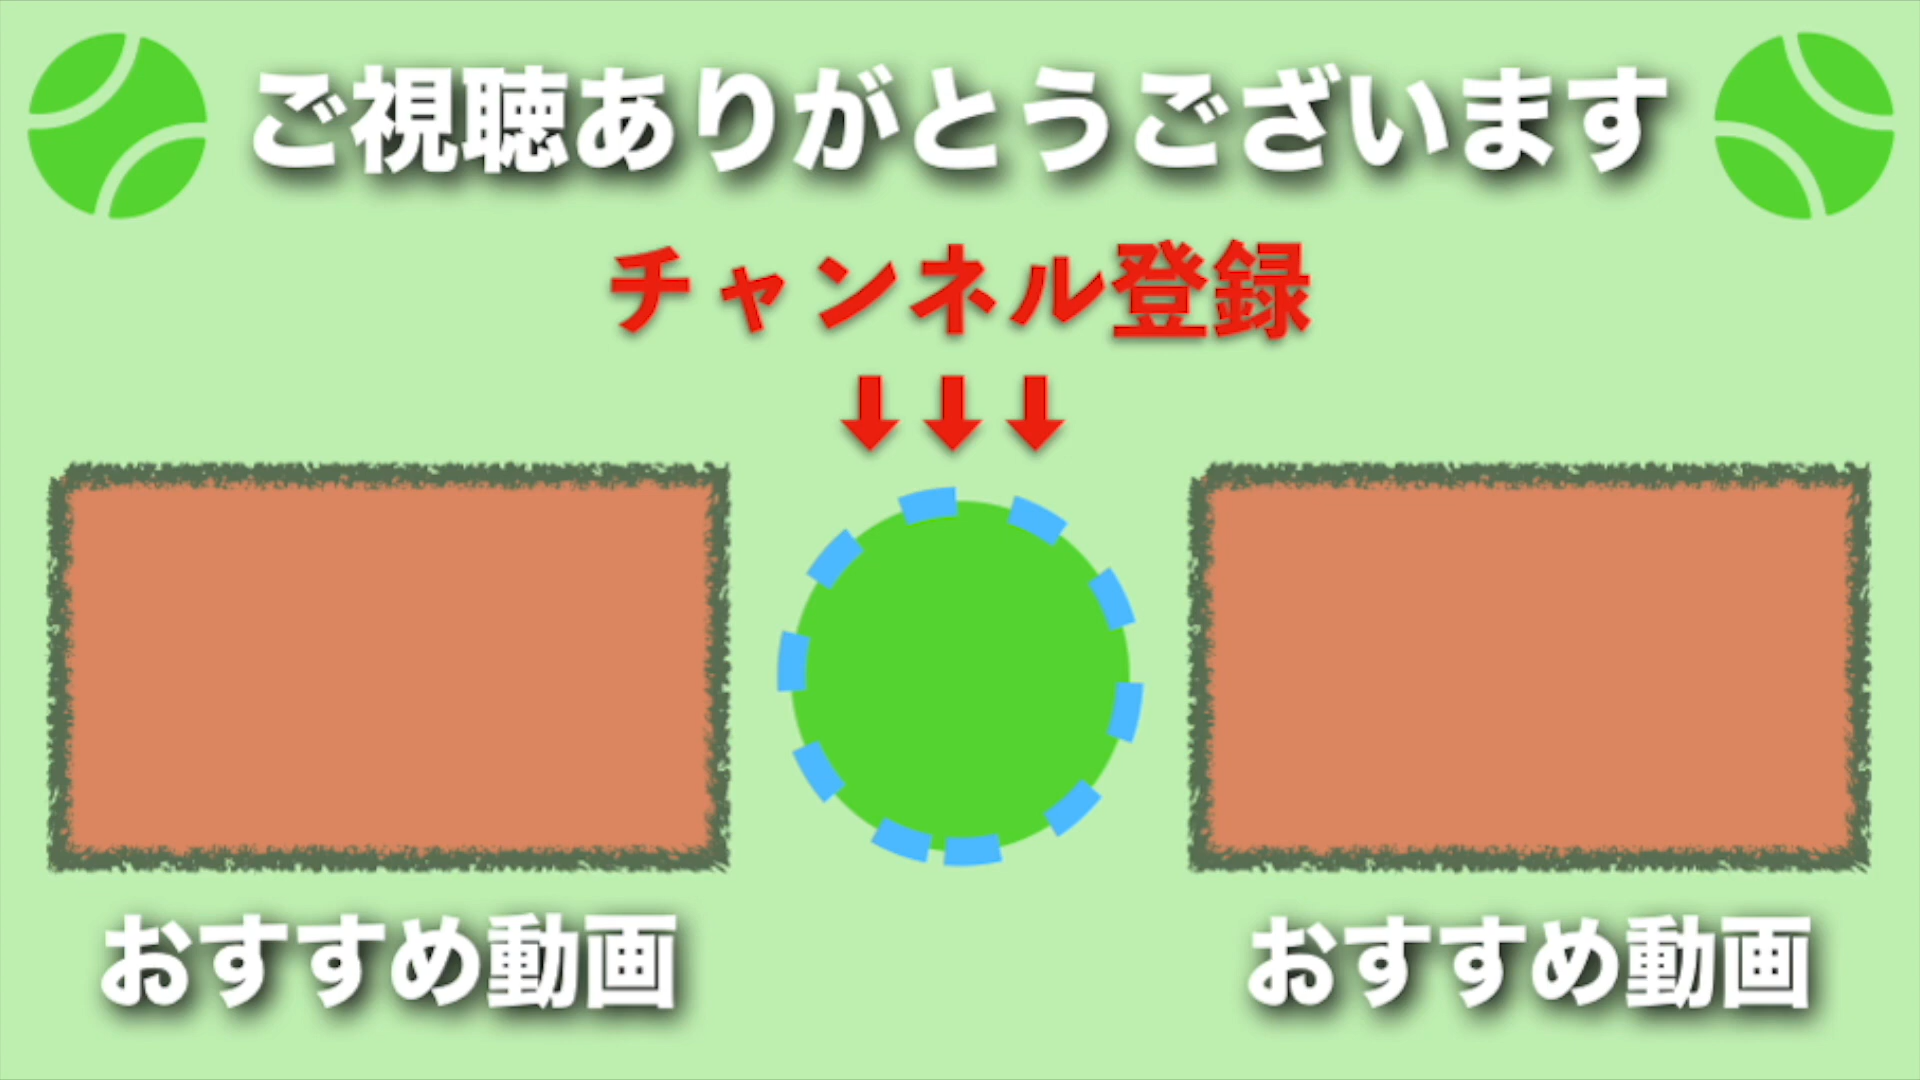 ご視聴ありがとうございます
チャンネル登録
おすすめ動画
おすすめ動画